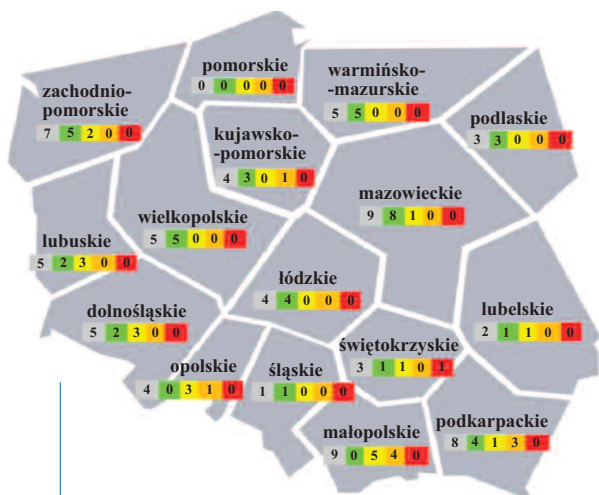 pomorskie
0 0 0 0 0
warmińsko-
-mazurskie
5 5 0 0 0
zachodnio-
pomorskie
7 5 2 0 0
podlaskie
3 3 0 0 0
kujawsko-
-pomorskie
4 3 0 1 0
mazowieckie
9 8 1 0 0
wielkopolskie
5 5 0 0 0
lubuskie
5 2 3 0 0
łódzkie
4 4 0 0 0
dolnośląskie
5 2 3 0 0
lubelskie
2 1 1 0 0
świętokrzyskie
3 1 1 0 1
opolskie
4 0 3 1 0
śląskie
1 1 0 0 0
podkarpackie
8 4 1 3 0
małopolskie
9 0 5 4 0